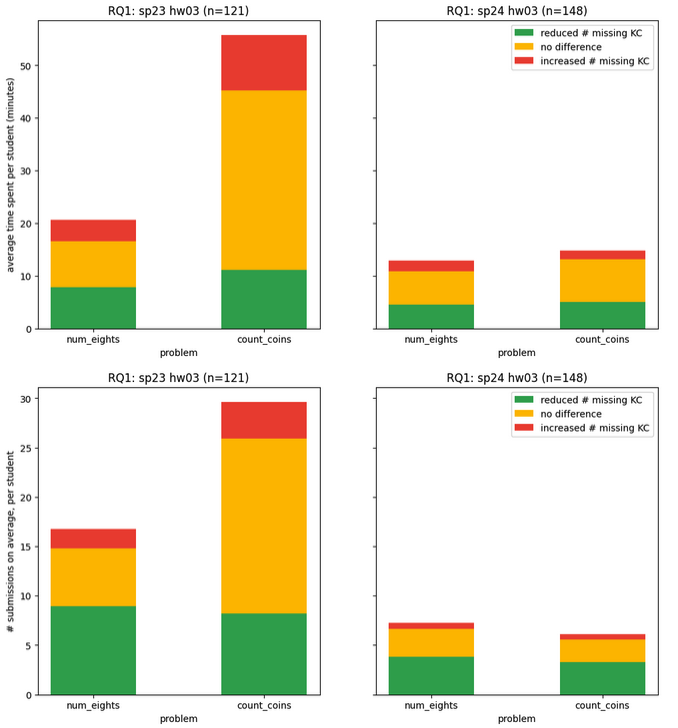 RQ1: sp23 hw03 (n=121)
RQ1: sp24 hw03 (n=148)
average time spent per student (minutes)
50
40
30
20
10
0
reduced # missing KC
no difference
increased # missing KC
num_eights
count_coins
num_eights
count_coins
problem
problem
RQ1: sp23 hw03 (n=121)
RQ1: sp24 hw03 (n=148)
# submissions on average, per student
30
25
20
15
10
5
0
reduced # missing KC
no difference
increased # missing KC
num_eights
count_coins
num_eights
count_coins
problem
problem